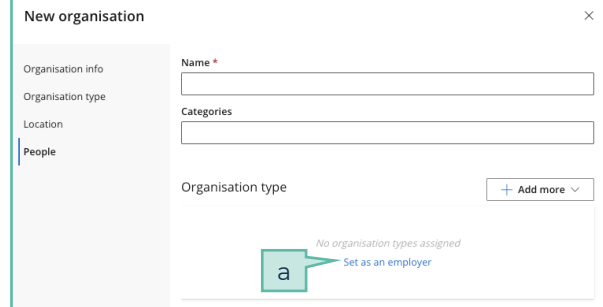 New organisation
Organisation info
Organisation type
Location
People
Name *
Categories
Organisation type
+ Add more
No organisation types assigned
Set as an employer
a